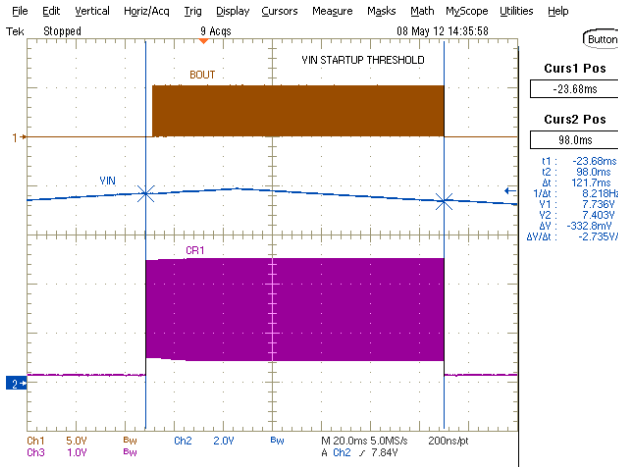 File Edit Vertical Horiz/Acq Trig Display Cursors Measure Masks Math MyScope Utilities Help
Tek Stopped 9 Acqs 08 May 12 14:35:58
Button
VIN STARTUP THRESHOLD
BOUT
Curs1 Pos
-23.68ms
Curs2 Pos
98.0ms
1
VIN
t1: -23.68ms
t2: 98.0ms
Δt: 121.7ms
1/Δt: 8.218Hz
V1: 7.736V
V2: 7.403V
ΔV: -332.8mV
ΔV/Δt: -2.735V/
CR1
2
Ch1 5.0V Bw Ch2 2.0V Bw M 20.0ms 5.0MS/s 200ns/pt
Ch3 1.0V Bw A Ch2 / 7.84V